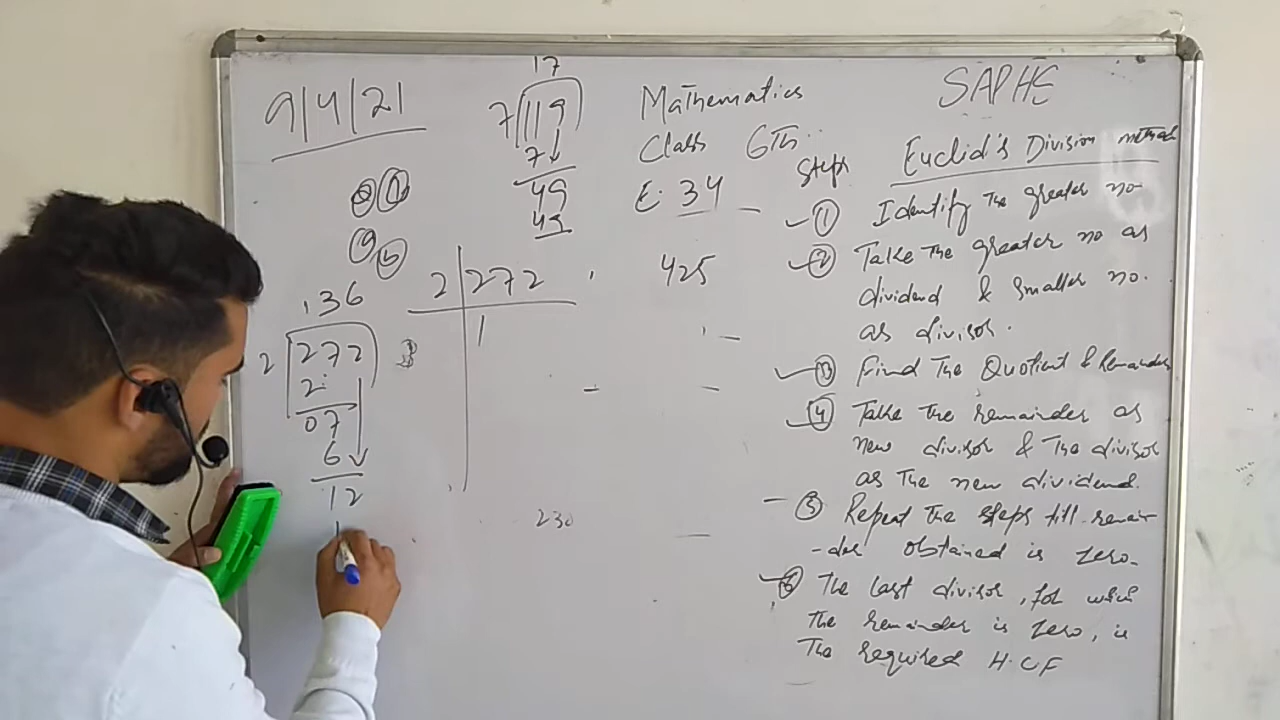 9/4/21
17
7 119
7
49
49
Mathematics
Class 6Th
E: 34
SAPHS
Euclid's Division method
Steps
1 Identify The greater no
2 Take The greater no as
dividend & smaller no.
as divisor.
3 Find The Quotient & Remainder
4 Take The remainder as
new divisor & The divisor
as The new dividend.
5 Repeat The steps till remain
-der obtained is zero.
6 The last divisor, for which
The remainder is zero, is
The required H.C.F
2 272, 425
1
136
2 272
2
07
6
12
1
230